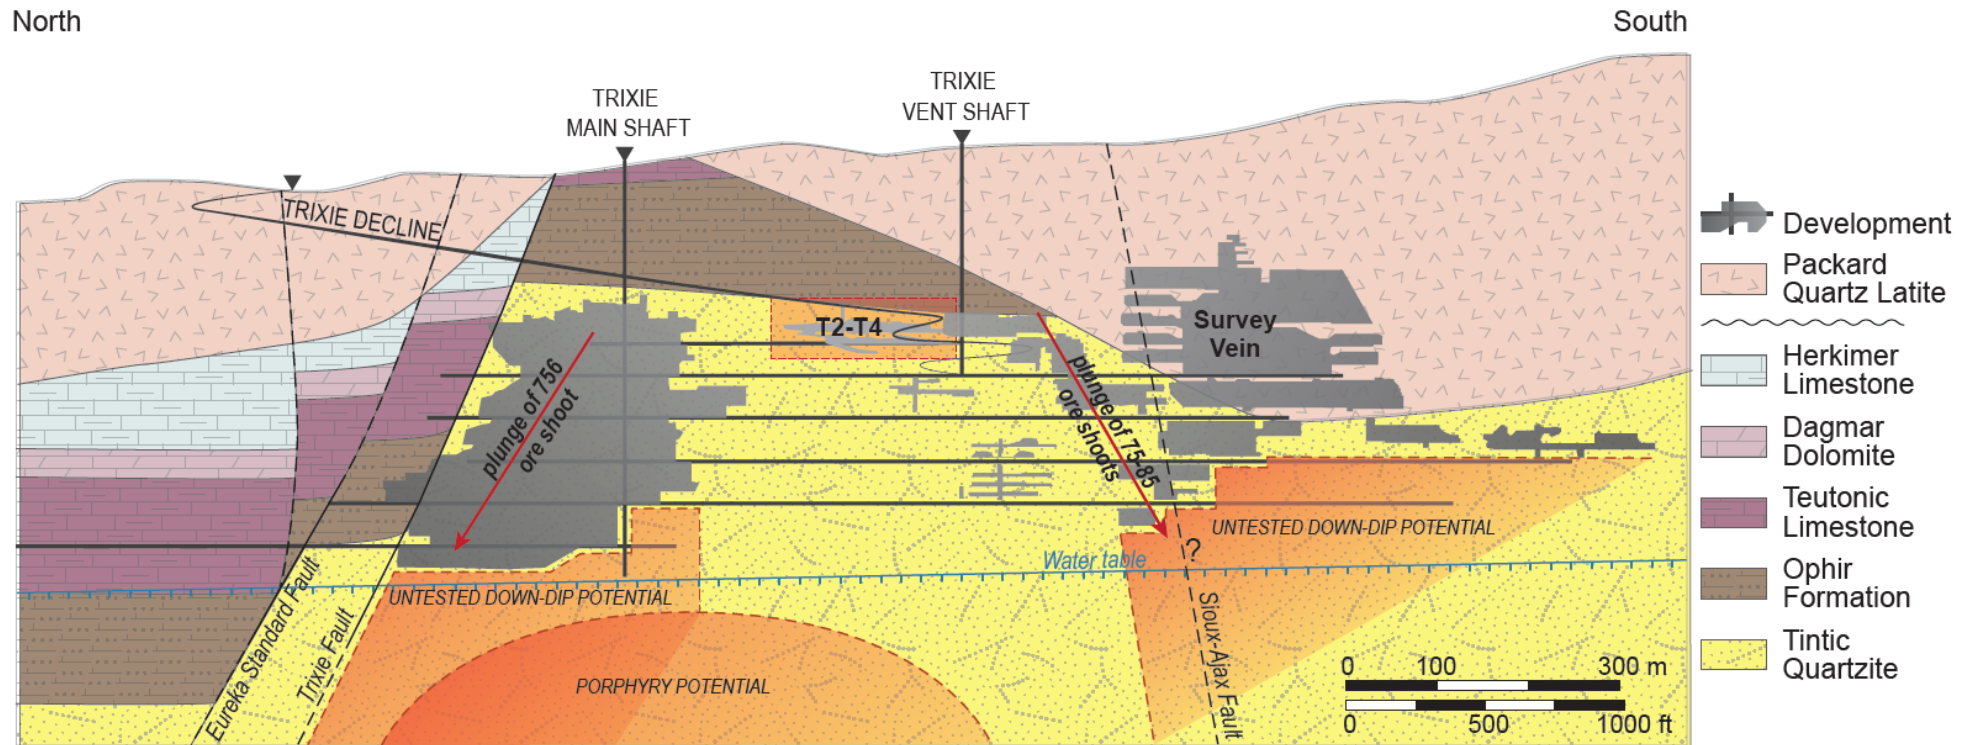 North
South
TRIXIE
MAIN SHAFT
TRIXIE
VENT SHAFT
TRIXIE DECLINE
T2-T4
Survey
Vein
plunge of 756
ore shoot
plunge of 75-85
ore shoots
UNTESTED DOWN-DIP POTENTIAL
?
Water table
UNTESTED DOWN-DIP POTENTIAL
PORPHYRY POTENTIAL
Eureka Standard Fault
Trixie Fault
Sioux-Ajax Fault
0 100 300 m
0 500 1000 ft
Development
Packard
Quartz Latite
Herkimer
Limestone
Dagmar
Dolomite
Teutonic
Limestone
Ophir
Formation
Tintic
Quartzite